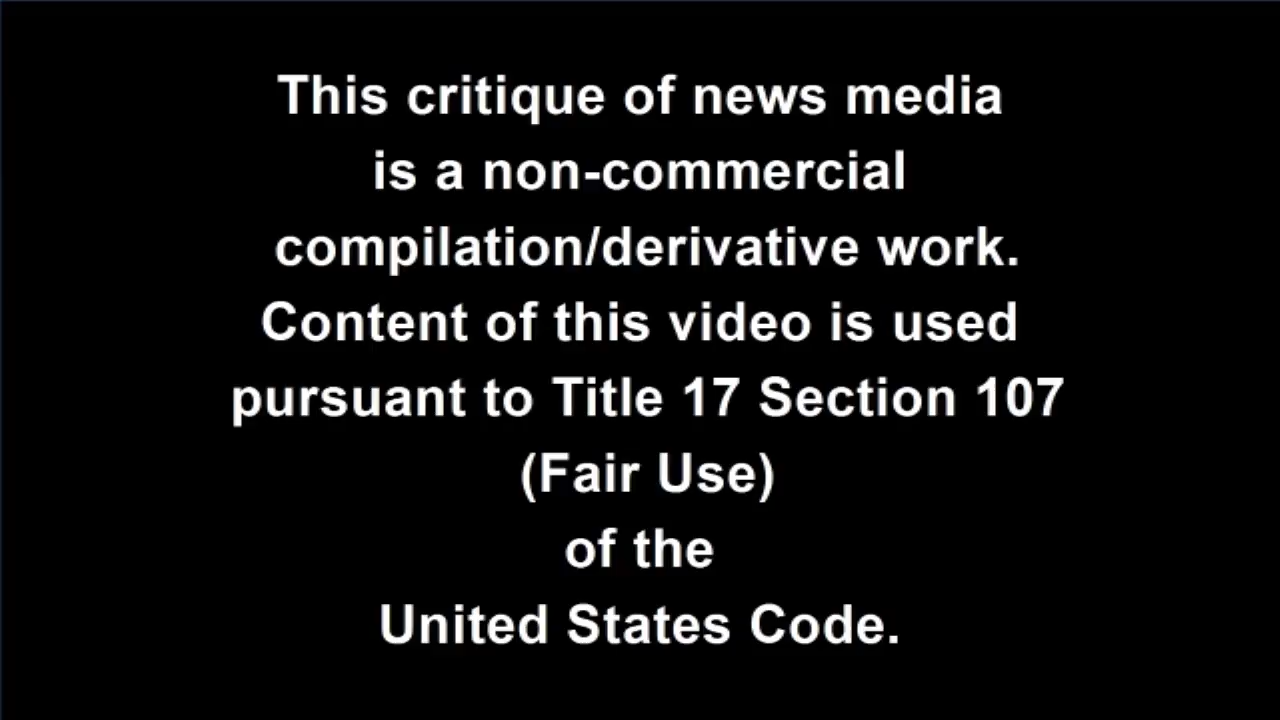 This critique of news media
is a non-commercial
compilation/derivative work.
Content of this video is used
pursuant to Title 17 Section 107
(Fair Use)
of the
United States Code.